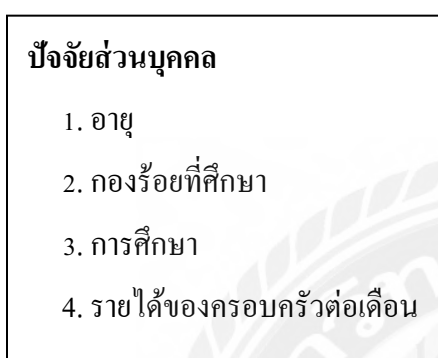 ปัจจัยส่วนบุคคล
1. อายุ
2. กองร้อยที่ศึกษา
3. การศึกษา
4. รายได้ของครอบครัวต่อเดือน